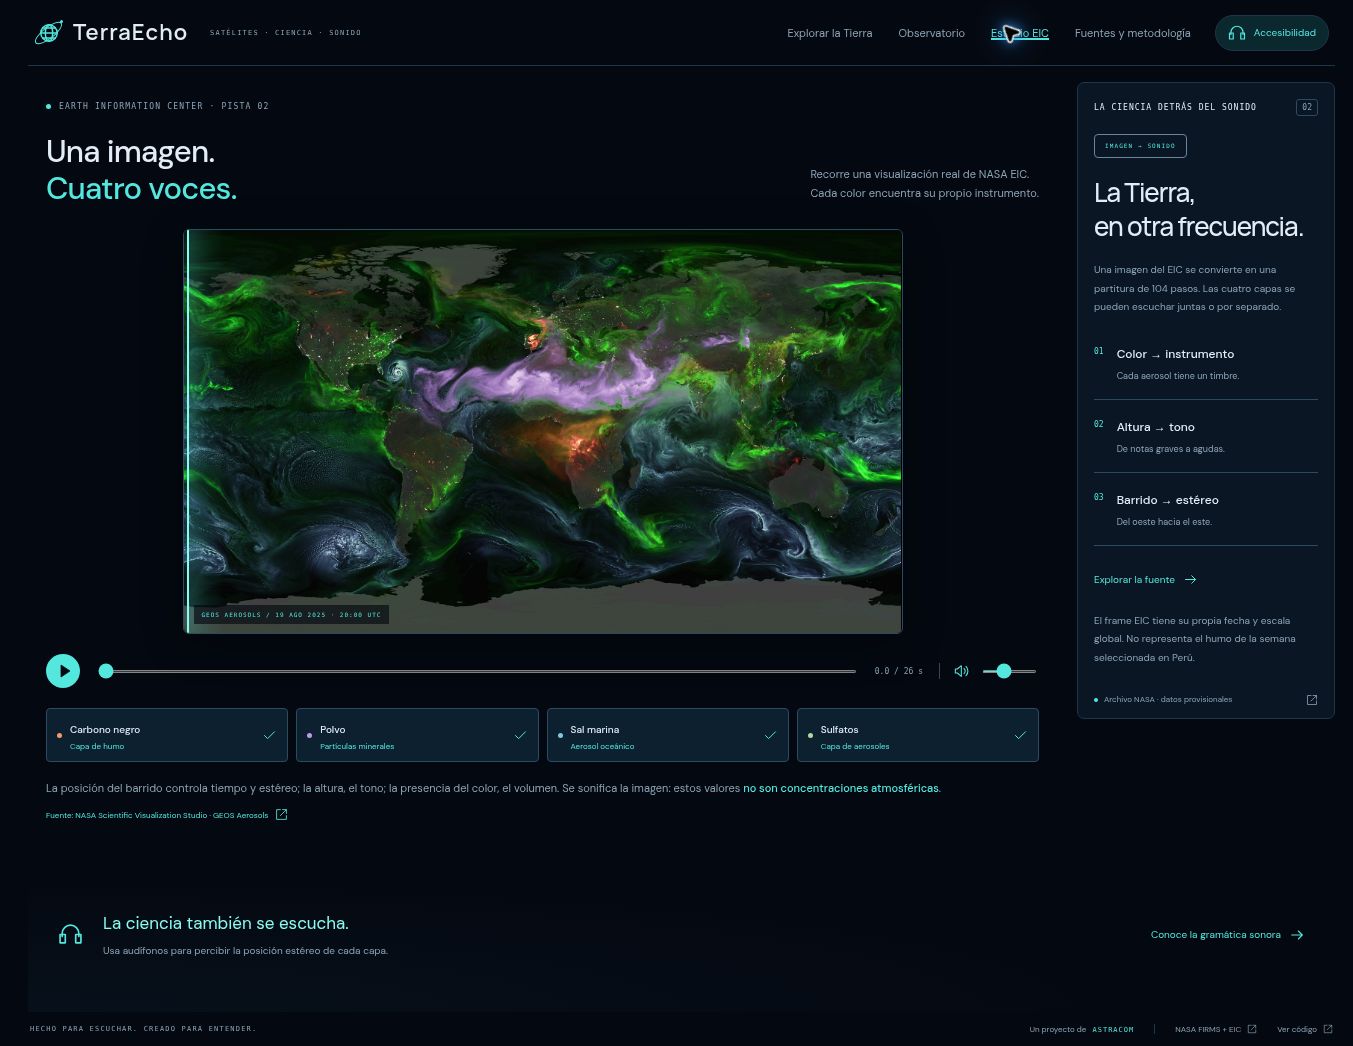 TerraEcho
SATÉLITES · CIENCIA · SONIDO
Explorar la Tierra
Observatorio
EIC
Fuentes y metodología
Accesibilidad
EARTH INFORMATION CENTER · PISTA 02
Una imagen.
Cuatro voces.
Recorre una visualización real de NASA EIC.
Cada color encuentra su propio instrumento.
GEOS AEROSOLS / 19 AGO 2025 · 20:00 UTC
0.0 / 26 s
Carbono negro
Capa de humo
Polvo
Partículas minerales
Sal marina
Aerosol oceánico
Sulfatos
Capa de aerosoles
La posición del barrido controla tiempo y estéreo; la altura, el tono; la presencia del color, el volumen. Se sonifica la imagen: estos valores no son concentraciones atmosféricas.
Fuente: NASA Scientific Visualization Studio · GEOS Aerosols
LA CIENCIA DETRÁS DEL SONIDO
02
IMAGEN → SONIDO
La Tierra,
en otra frecuencia.
Una imagen del EIC se convierte en una
partitura de 104 pasos. Las cuatro capas se
pueden escuchar juntas o por separado.
01
Color → instrumento
Cada aerosol tiene un timbre.
02
Altura → tono
De notas graves a agudas.
03
Barrido → estéreo
Del oeste hacia el este.
Explorar la fuente →
El frame EIC tiene su propia fecha y escala
global. No representa el humo de la semana
seleccionada en Perú.
Archivo NASA · datos provisionales
La ciencia también se escucha.
Usa audífonos para percibir la posición estéreo de cada capa.
Conoce la gramática sonora →
HECHO PARA ESCUCHAR. CREADO PARA ENTENDER.
Un proyecto de ASTRACOM
NASA FIRMS + EIC
Ver código